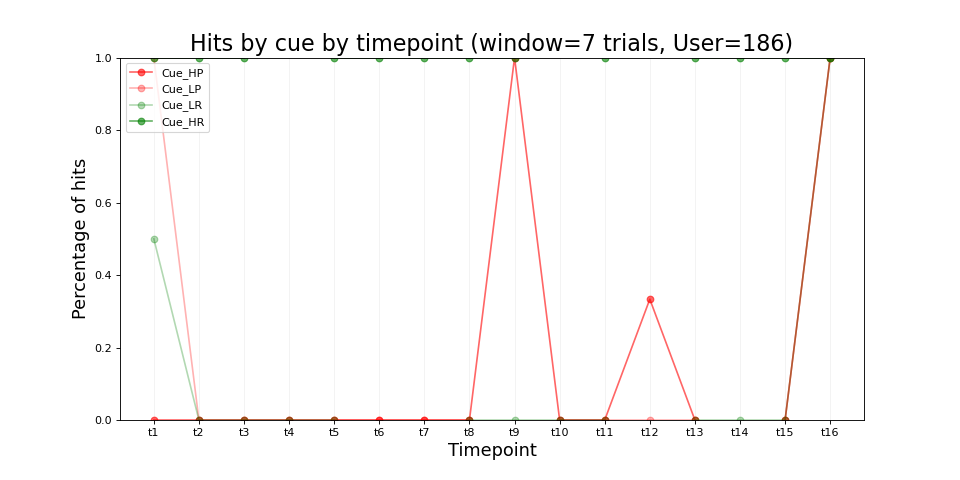 Hits by cue by timepoint (window=7 trials, User=186)
Percentage of hits
1.0
0.8
0.6
0.4
0.2
0.0
Cue_HP
Cue_LP
Cue_LR
Cue_HR
t1 t2 t3 t4 t5 t6 t7 t8 t9 t10 t11 t12 t13 t14 t15 t16
Timepoint